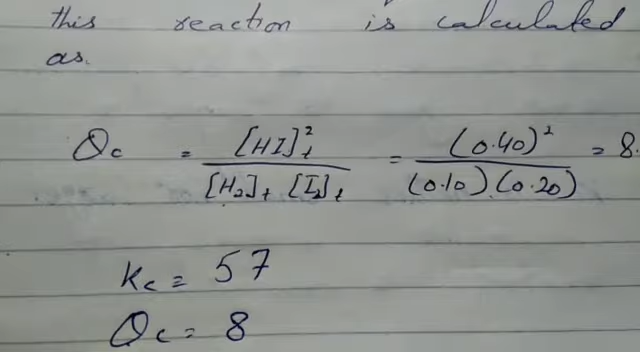 this reaction is calculated
as.
Qc = [HI]²t / [H₂]t [I₂]t = (0.40)² / (0.10) (0.20) = 8.
Kc = 57
Qc = 8